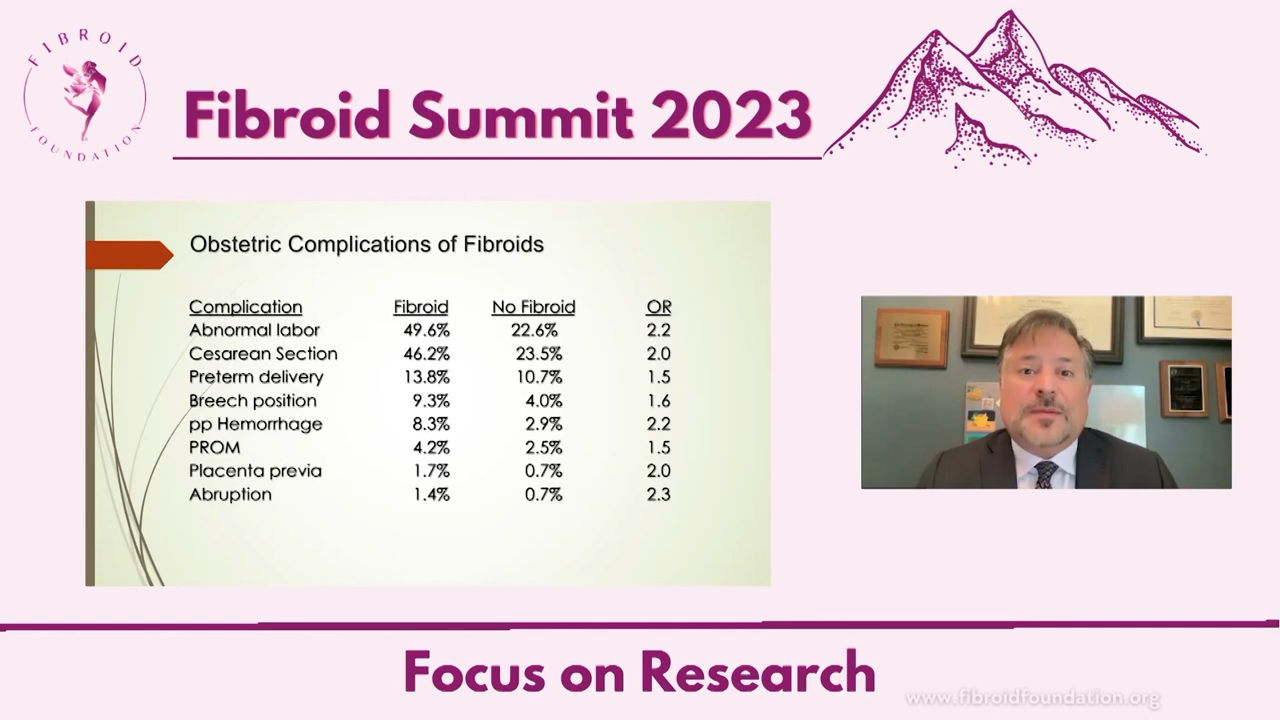 FIBROID
FOUNDATION
Fibroid Summit 2023
Obstetric Complications of Fibroids
Complication Fibroid No Fibroid OR
Abnormal labor 49.6% 22.6% 2.2
Cesarean Section 46.2% 23.5% 2.0
Preterm delivery 13.8% 10.7% 1.5
Breech position 9.3% 4.0% 1.6
pp Hemorrhage 8.3% 2.9% 2.2
PROM 4.2% 2.5% 1.5
Placenta previa 1.7% 0.7% 2.0
Abruption 1.4% 0.7% 2.3
Focus on Research
www.fibroidfoundation.org